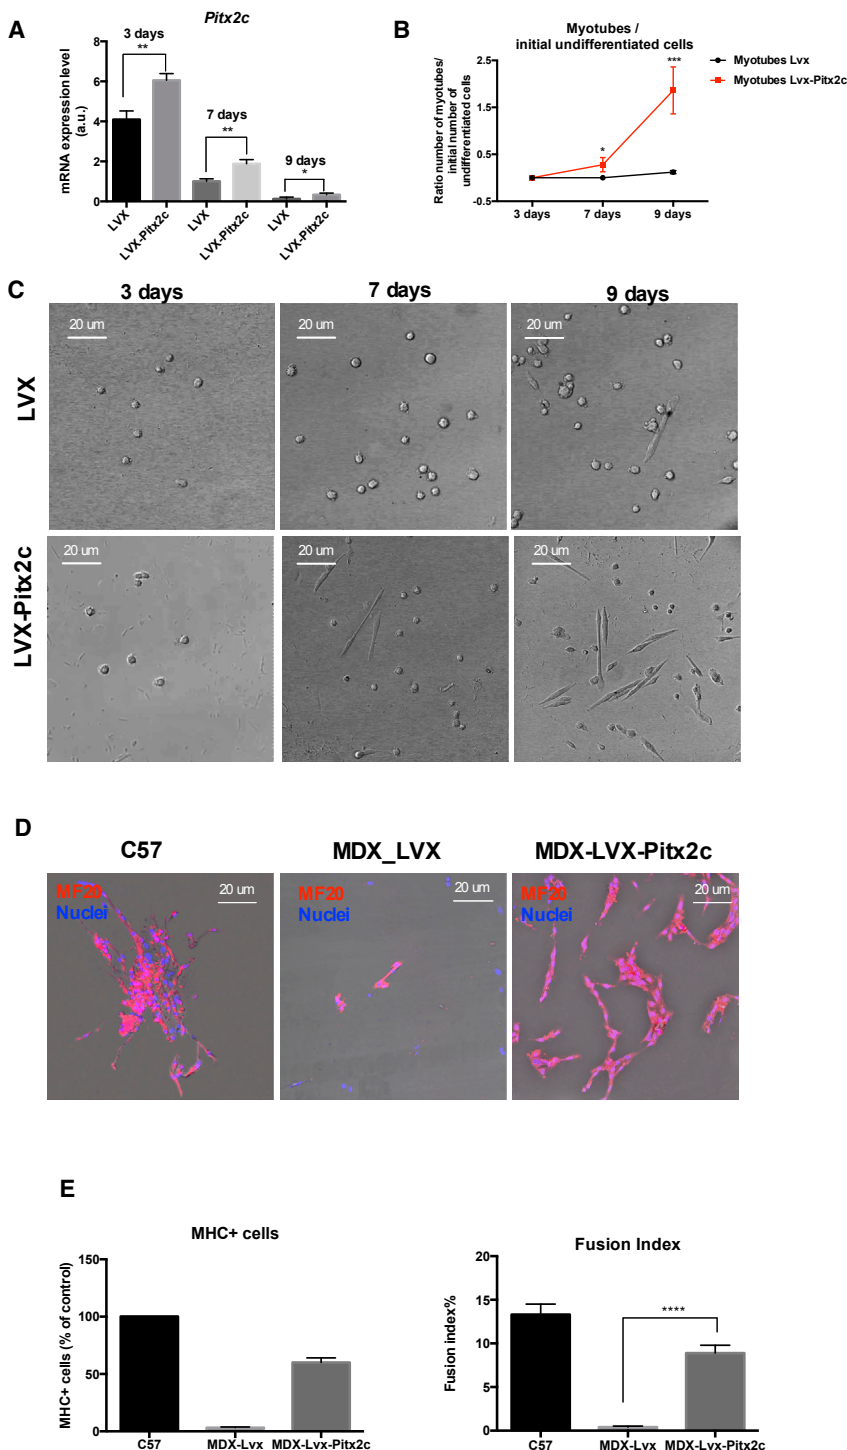 A
Pitx2c
mRNA expression level
(a.u.)
8
6
4
2
0
3 days
**
7 days
**
9 days
*
LVX
LVX-Pitx2c
LVX
LVX-Pitx2c
LVX
LVX-Pitx2c
B
Myotubes /
initial undifferentiated cells
Ratio number of myotubes/
initial number of
undifferentiated cells
2.5
1.5
0.5
-0.5
*
***
3 days
7 days
9 days
Myotubes Lvx
Myotubes Lvx-Pitx2c
C
3 days
7 days
9 days
LVX
20 um
20 um
20 um
LVX-Pitx2c
20 um
20 um
20 um
D
C57
MDX_LVX
MDX-LVX-Pitx2c
MF20
Nuclei
20 um
MF20
Nuclei
20 um
MF20
Nuclei
20 um
E
MHC+ cells
MHC+ cells (% of control)
150
100
50
0
C57
MDX-Lvx
MDX-Lvx-Pitx2c
Fusion Index
Fusion index%
20
15
10
5
0
****
C57
MDX-Lvx
MDX-Lvx-Pitx2c